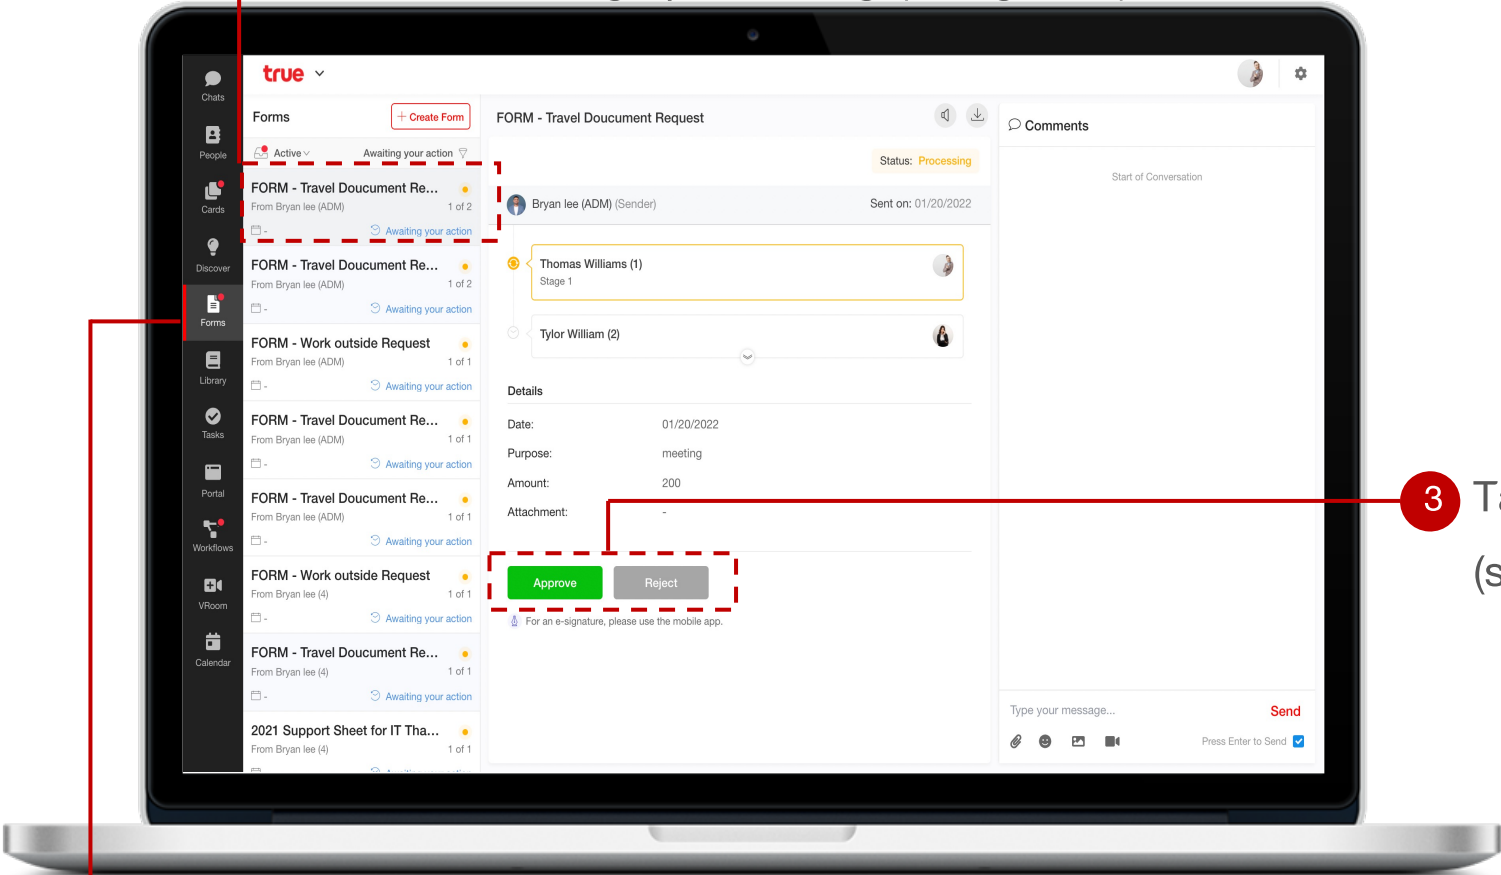 true
Chats
People
Cards
Discover
Forms
Library
Tasks
Portal
Workflows
VRoom
Calendar
Forms
+ Create Form
Active
Awaiting your action
FORM - Travel Doucument Re...
From Bryan lee (ADM)
1 of 2
-
Awaiting your action
FORM - Travel Doucument Re...
From Bryan lee (ADM)
1 of 2
-
Awaiting your action
FORM - Work outside Request
From Bryan lee (ADM)
1 of 1
-
Awaiting your action
FORM - Travel Doucument Re...
From Bryan lee (ADM)
1 of 1
-
Awaiting your action
FORM - Travel Doucument Re...
From Bryan lee (ADM)
1 of 1
-
Awaiting your action
FORM - Work outside Request
From Bryan lee (4)
1 of 1
-
Awaiting your action
FORM - Travel Doucument Re...
From Bryan lee (4)
1 of 1
-
Awaiting your action
2021 Support Sheet for IT Tha...
From Bryan lee (4)
1 of 1
FORM - Travel Doucument Request
Status: Processing
Bryan lee (ADM) (Sender)
Sent on: 01/20/2022
Thomas Williams (1)
Stage 1
Tylor William (2)
Details
Date: 01/20/2022
Purpose: meeting
Amount: 200
Attachment: -
Approve
Reject
For an e-signature, please use the mobile app.
Comments
Start of Conversation
Type your message...
Send
Press Enter to Send
3